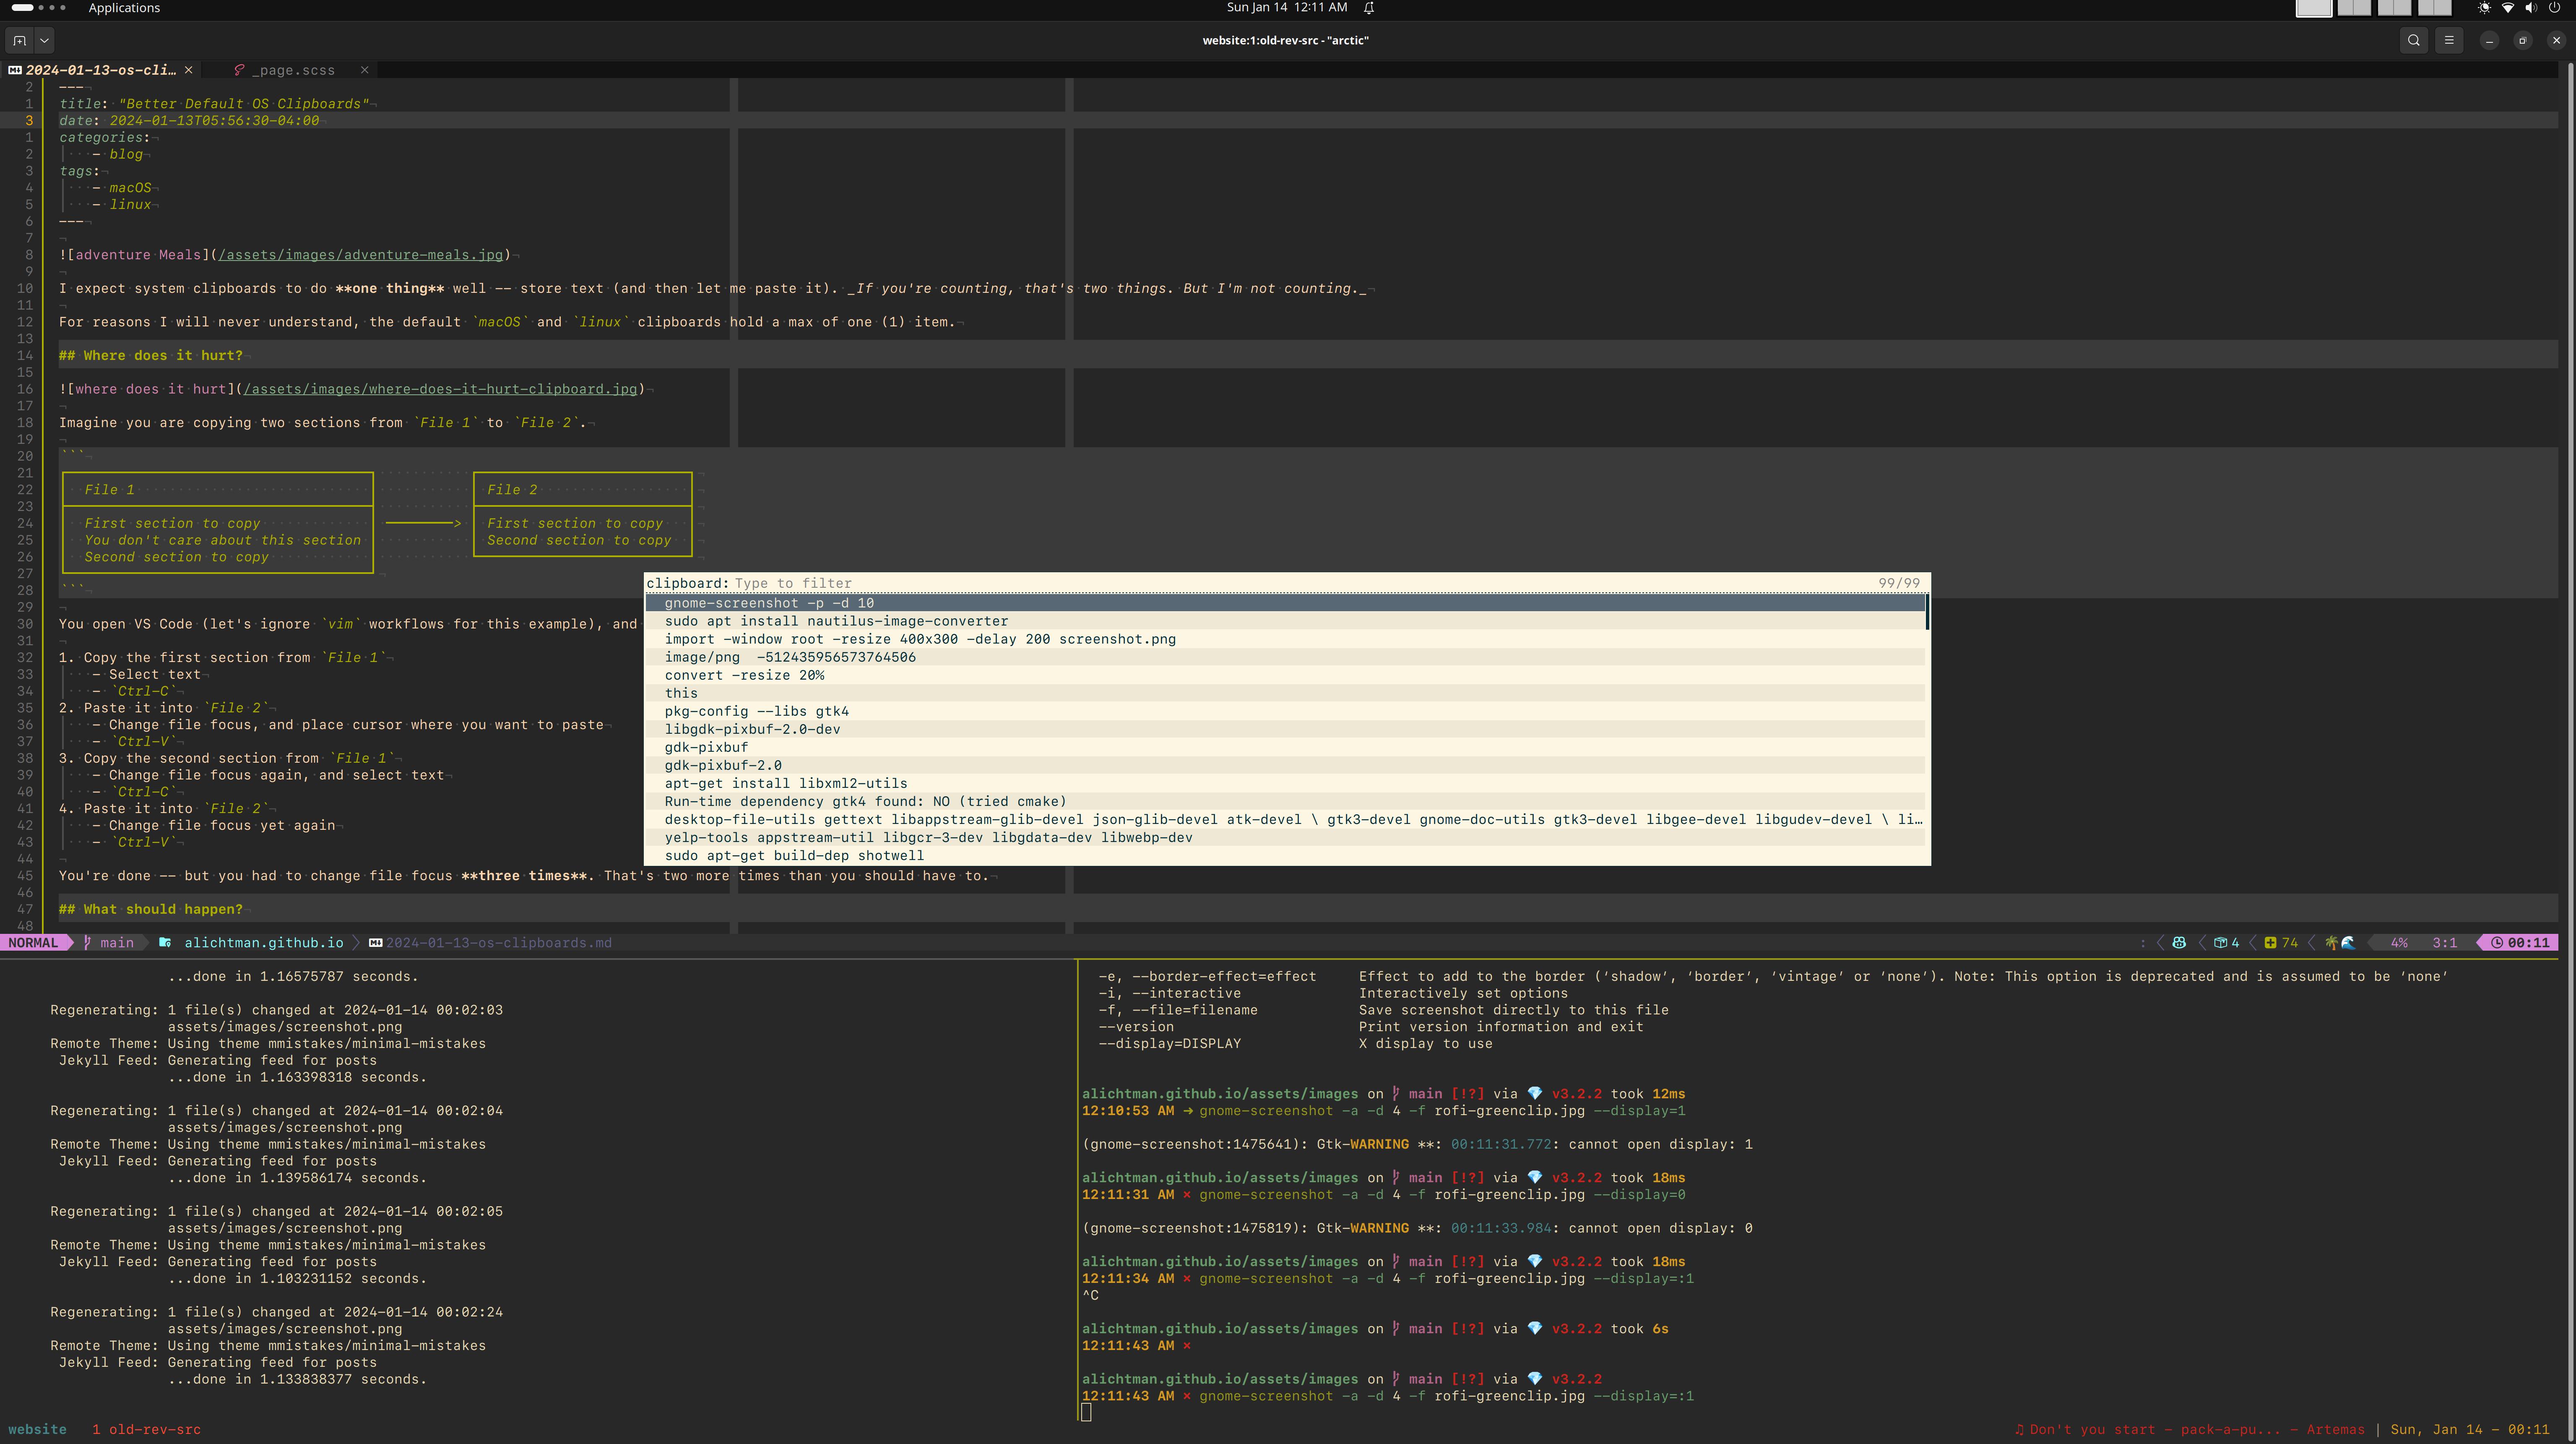 Applications
Sun Jan 14 12:11 AM
website:1:old-rev-src - "arctic"
2024-01-13-os-cli… ×
_page.scss ×
2 ---
1 title: "Better Default OS Clipboards"
3 date: 2024-01-13T05:56:30-04:00
1 categories:
2 - blog
3 tags:
4 - macOS
5 - linux
6 ---
7
8 ![adventure Meals](/assets/images/adventure-meals.jpg)
9
10 I expect system clipboards to do **one thing** well -- store text (and then let me paste it). _If you're counting, that's two things. But I'm not counting._
11
12 For reasons I will never understand, the default `macOS` and `linux` clipboards hold a max of one (1) item.
13
14 ## Where does it hurt?
15
16 ![where does it hurt](/assets/images/where-does-it-hurt-clipboard.jpg)
17
18 Imagine you are copying two sections from `File 1` to `File 2`.
19
20 ```
21
22 File 1 File 2
23
24 First section to copy ———> First section to copy
25 You don't care about this section Second section to copy
26 Second section to copy
27
28 ```
29
30 You open VS Code (let's ignore `vim` workflows for this example), and
31
32 1. Copy the first section from `File 1`
33 - Select text
34 - `Ctrl-C`
35 2. Paste it into `File 2`
36 - Change file focus, and place cursor where you want to paste
37 - `Ctrl-V`
38 3. Copy the second section from `File 1`
39 - Change file focus again, and select text
40 - `Ctrl-C`
41 4. Paste it into `File 2`
42 - Change file focus yet again
43 - `Ctrl-V`
44
45 You're done -- but you had to change file focus **three times**. That's two more times than you should have to.
46
47 ## What should happen?
48
clipboard: Type to filter 99/99
gnome-screenshot -p -d 10
sudo apt install nautilus-image-converter
import -window root -resize 400x300 -delay 200 screenshot.png
image/png -512435956573764506
convert -resize 20%
this
pkg-config --libs gtk4
libgdk-pixbuf-2.0-dev
gdk-pixbuf
gdk-pixbuf-2.0
apt-get install libxml2-utils
Run-time dependency gtk4 found: NO (tried cmake)
desktop-file-utils gettext libappstream-glib-devel json-glib-devel atk-devel \ gtk3-devel gnome-doc-utils gtk3-devel libgee-devel libgudev-devel \ li…
yelp-tools appstream-util libgcr-3-dev libgdata-dev libwebp-dev
sudo apt-get build-dep shotwell
NORMAL main alichtman.github.io 2024-01-13-os-clipboards.md : 4 74 4% 3:1 00:11
...done in 1.16575787 seconds.
Regenerating: 1 file(s) changed at 2024-01-14 00:02:03
assets/images/screenshot.png
Remote Theme: Using theme mmistakes/minimal-mistakes
Jekyll Feed: Generating feed for posts
...done in 1.163398318 seconds.
Regenerating: 1 file(s) changed at 2024-01-14 00:02:04
assets/images/screenshot.png
Remote Theme: Using theme mmistakes/minimal-mistakes
Jekyll Feed: Generating feed for posts
...done in 1.139586174 seconds.
Regenerating: 1 file(s) changed at 2024-01-14 00:02:05
assets/images/screenshot.png
Remote Theme: Using theme mmistakes/minimal-mistakes
Jekyll Feed: Generating feed for posts
...done in 1.103231152 seconds.
Regenerating: 1 file(s) changed at 2024-01-14 00:02:24
assets/images/screenshot.png
Remote Theme: Using theme mmistakes/minimal-mistakes
Jekyll Feed: Generating feed for posts
...done in 1.133838377 seconds.
-e, --border-effect=effect Effect to add to the border (‘shadow’, ‘border’, ‘vintage’ or ‘none’). Note: This option is deprecated and is assumed to be ‘none’
-i, --interactive Interactively set options
-f, --file=filename Save screenshot directly to this file
--version Print version information and exit
--display=DISPLAY X display to use
alichtman.github.io/assets/images on main [!?] via 💎 v3.2.2 took 12ms
12:10:53 AM → gnome-screenshot -a -d 4 -f rofi-greenclip.jpg --display=1
(gnome-screenshot:1475641): Gtk-WARNING **: 00:11:31.772: cannot open display: 1
alichtman.github.io/assets/images on main [!?] via 💎 v3.2.2 took 18ms
12:11:31 AM × gnome-screenshot -a -d 4 -f rofi-greenclip.jpg --display=0
(gnome-screenshot:1475819): Gtk-WARNING **: 00:11:33.984: cannot open display: 0
alichtman.github.io/assets/images on main [!?] via 💎 v3.2.2 took 18ms
12:11:34 AM × gnome-screenshot -a -d 4 -f rofi-greenclip.jpg --display=:1
^C
alichtman.github.io/assets/images on main [!?] via 💎 v3.2.2 took 6s
12:11:43 AM ×
alichtman.github.io/assets/images on main [!?] via 💎 v3.2.2
12:11:43 AM × gnome-screenshot -a -d 4 -f rofi-greenclip.jpg --display=:1
website 1 old-rev-src
♫ Don't you start - pack-a-pu... - Artemas | Sun, Jan 14 - 00:11